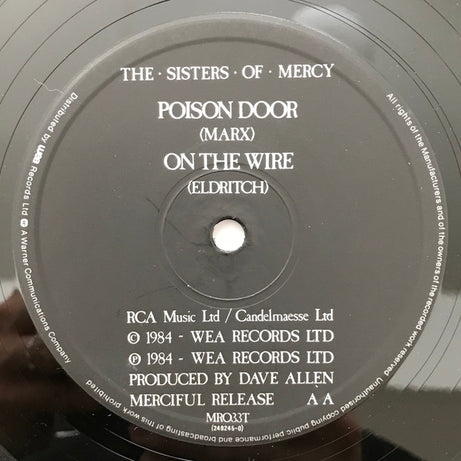 THE · SISTERS · OF · MERCY
POISON DOOR
(MARX)
ON THE WIRE
(ELDRITCH)
RCA Music Ltd / Candelmaesse Ltd
© 1984 - WEA RECORDS LTD
℗ 1984 - WEA RECORDS LTD
PRODUCED BY DAVE ALLEN
MERCIFUL RELEASE A A
MR033T
(249245-0)
Distributed by wea Records Ltd A Warner Communications Company
All rights of the Manufacturers and of the owners of the recorded work reserved
Unauthorised copying public performance and broadcasting of this work prohibited